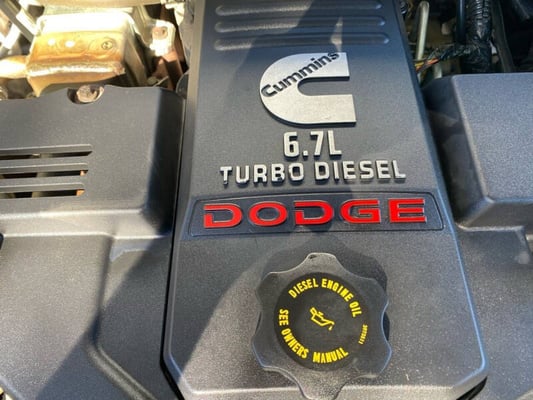 Cummins
6.7L
TURBO DIESEL
DODGE
DIESEL ENGINE OIL
SEE OWNERS MANUAL